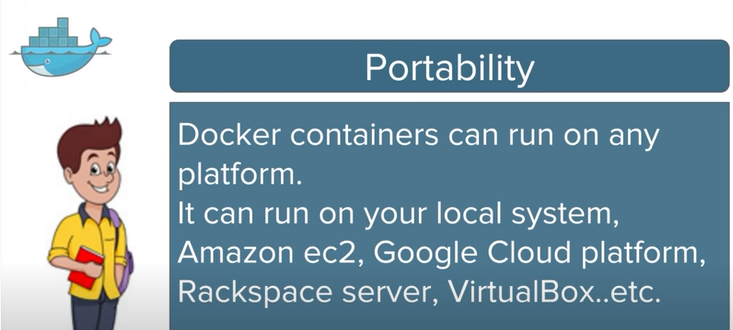 Portability
Docker containers can run on any
platform.
It can run on your local system,
Amazon ec2, Google Cloud platform,
Rackspace server, VirtualBox..etc.